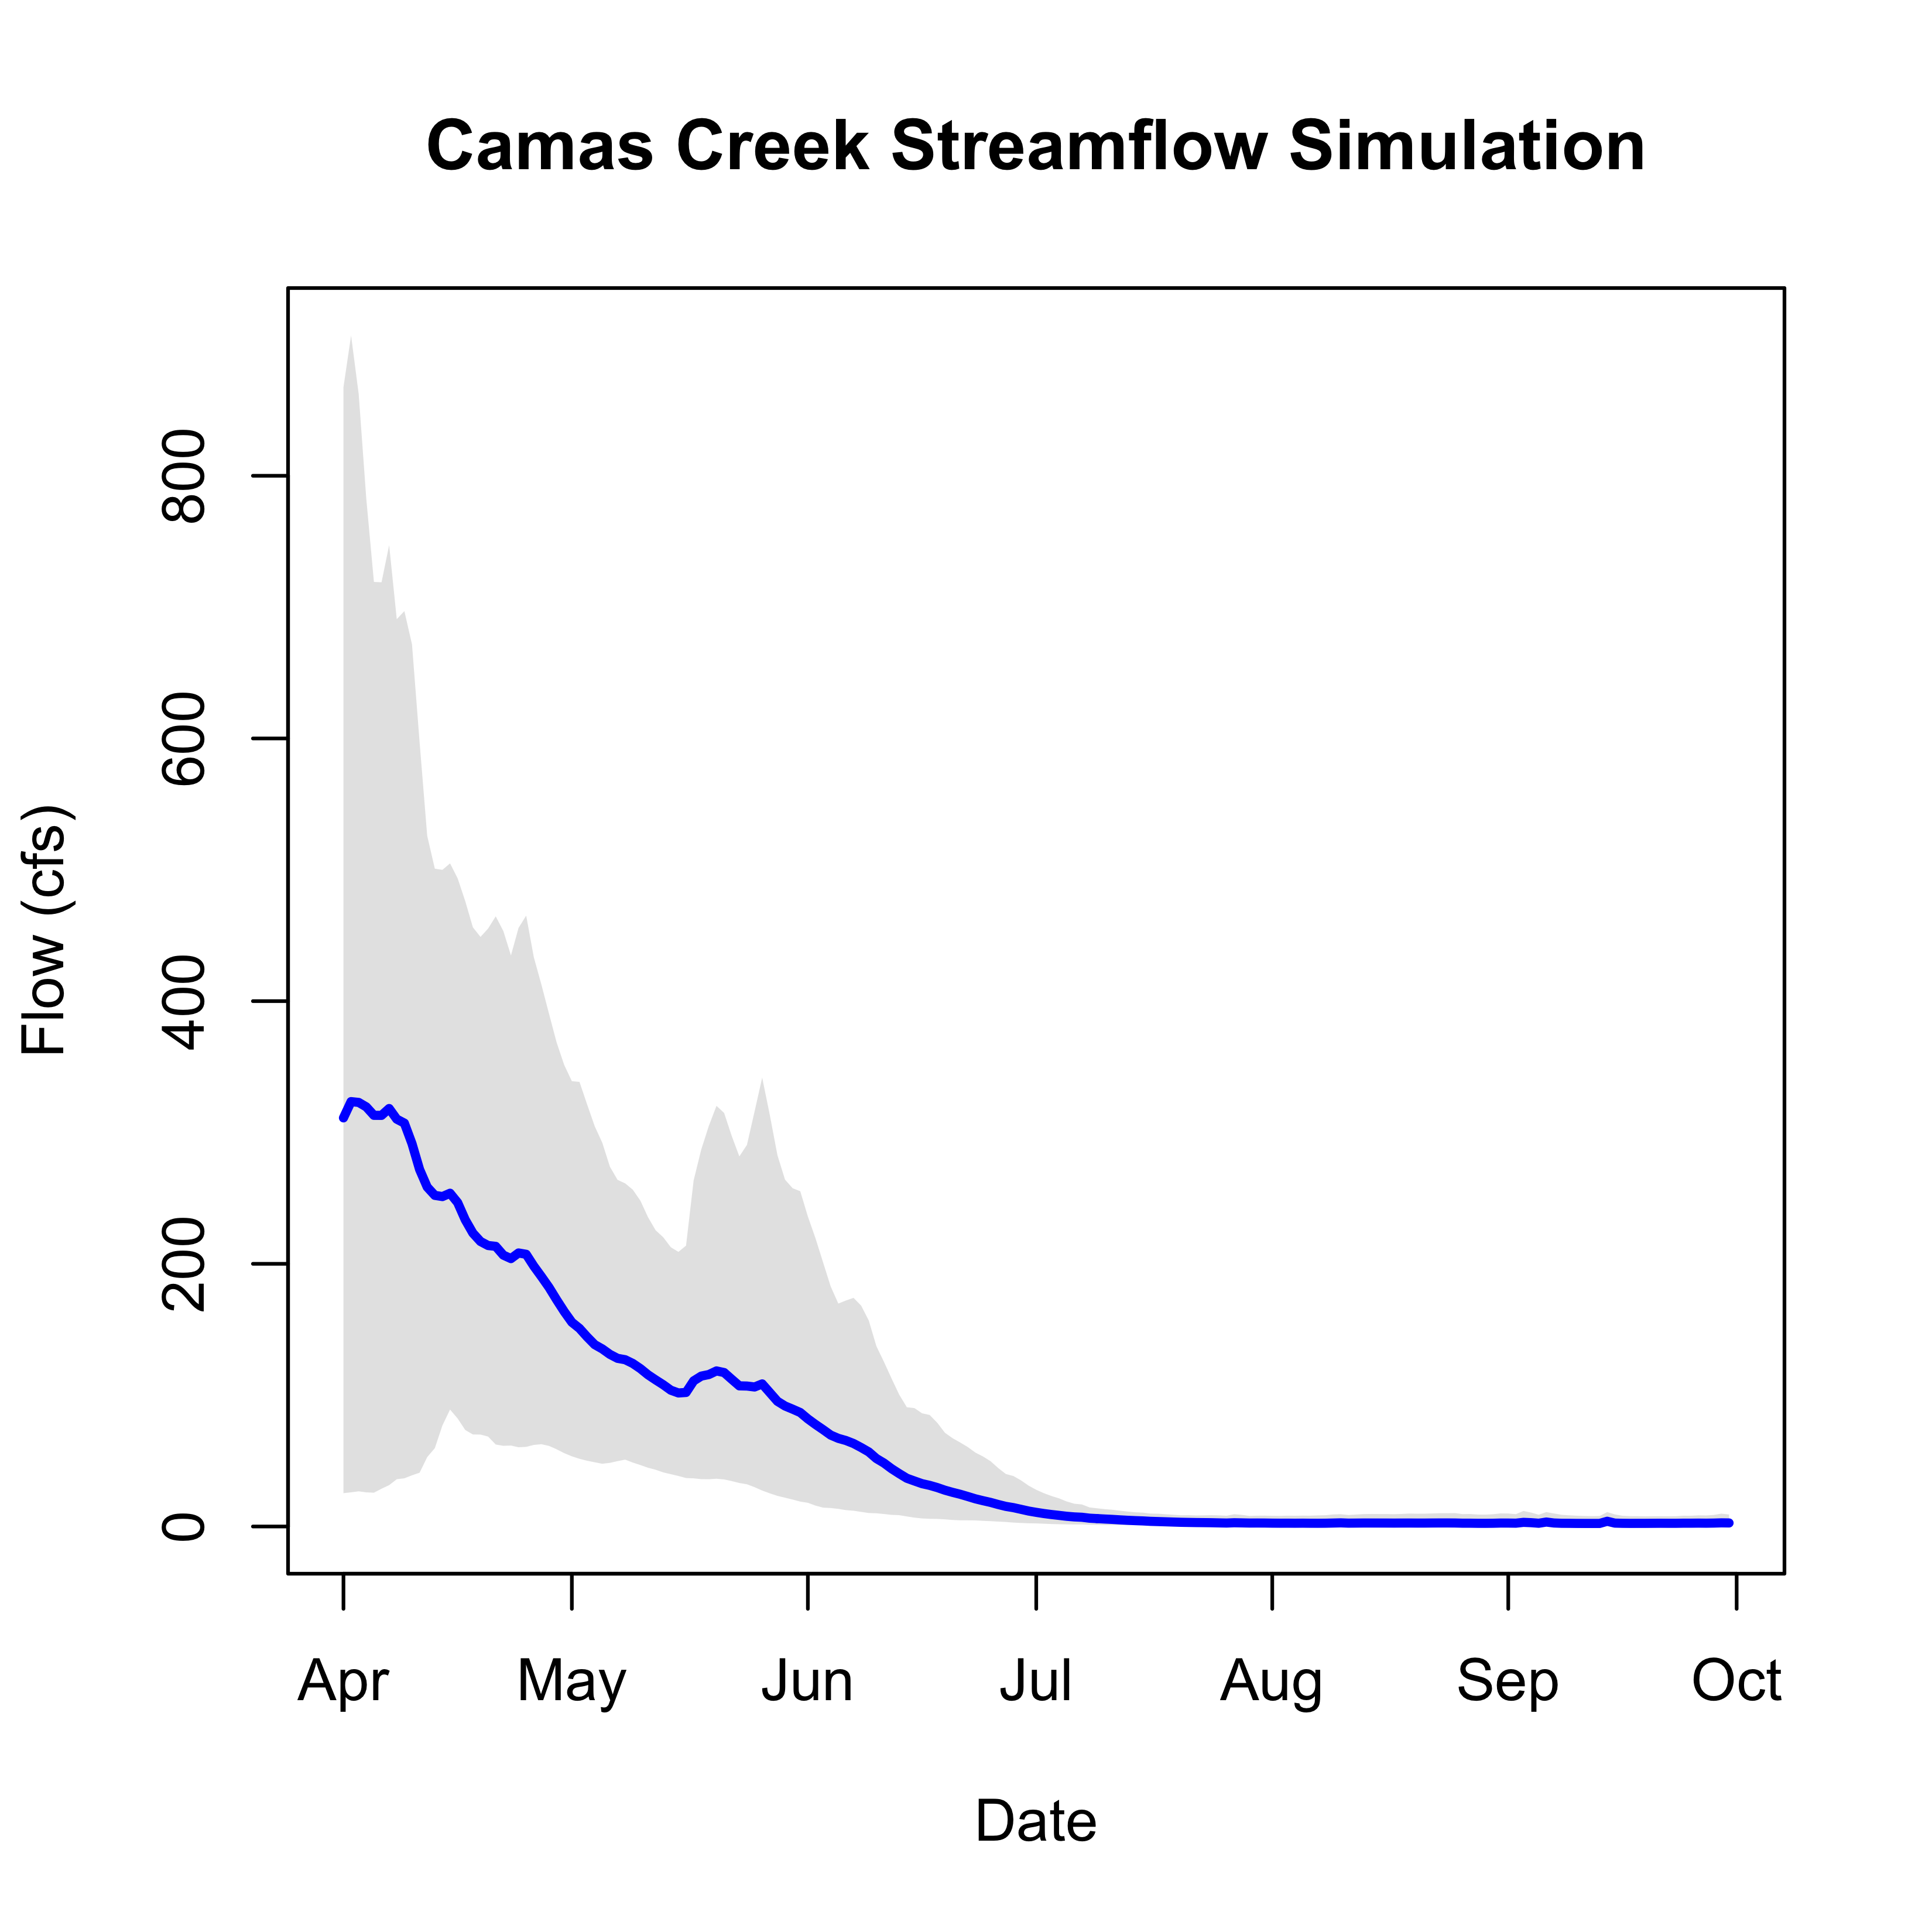 Camas Creek Streamflow Simulation
Flow (cfs)
800
600
400
200
0
Apr May Jun Jul Aug Sep Oct
Date